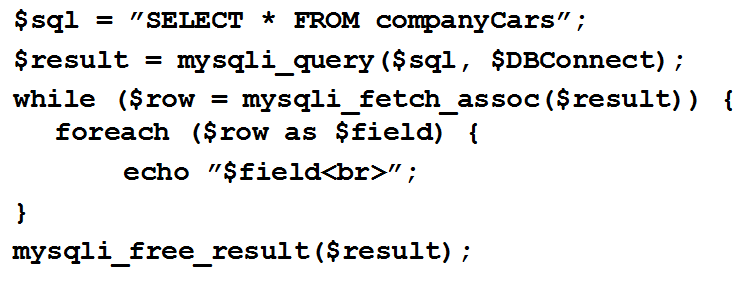 $sql = ″SELECT * FROM companyCars″;
$result = mysqli_query($sql, $DBConnect);
while ($row = mysqli_fetch_assoc($result)) {
foreach ($row as $field) {
echo ″$field<br>″;
}
mysqli_free_result($result);